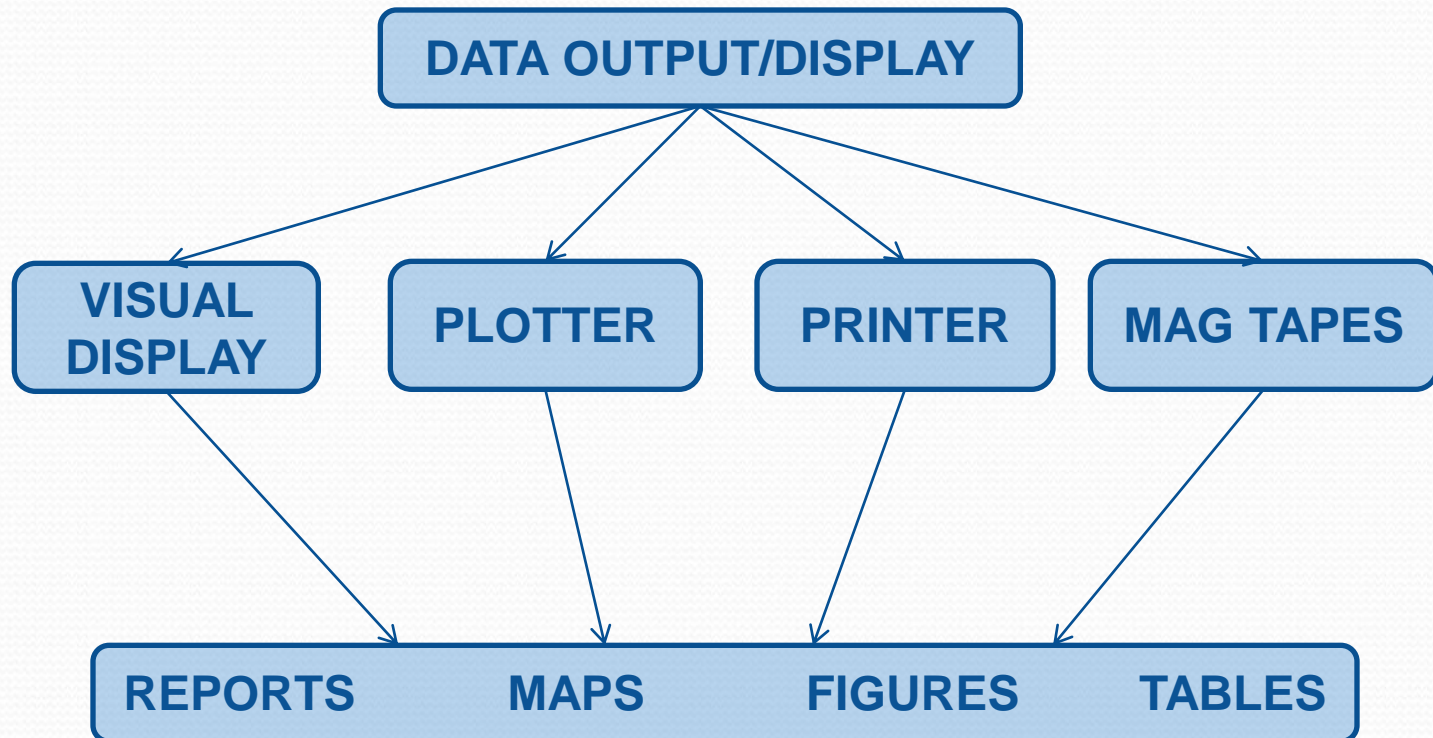 DATA OUTPUT/DISPLAY
VISUAL
DISPLAY
PLOTTER
PRINTER
MAG TAPES
REPORTS MAPS FIGURES TABLES